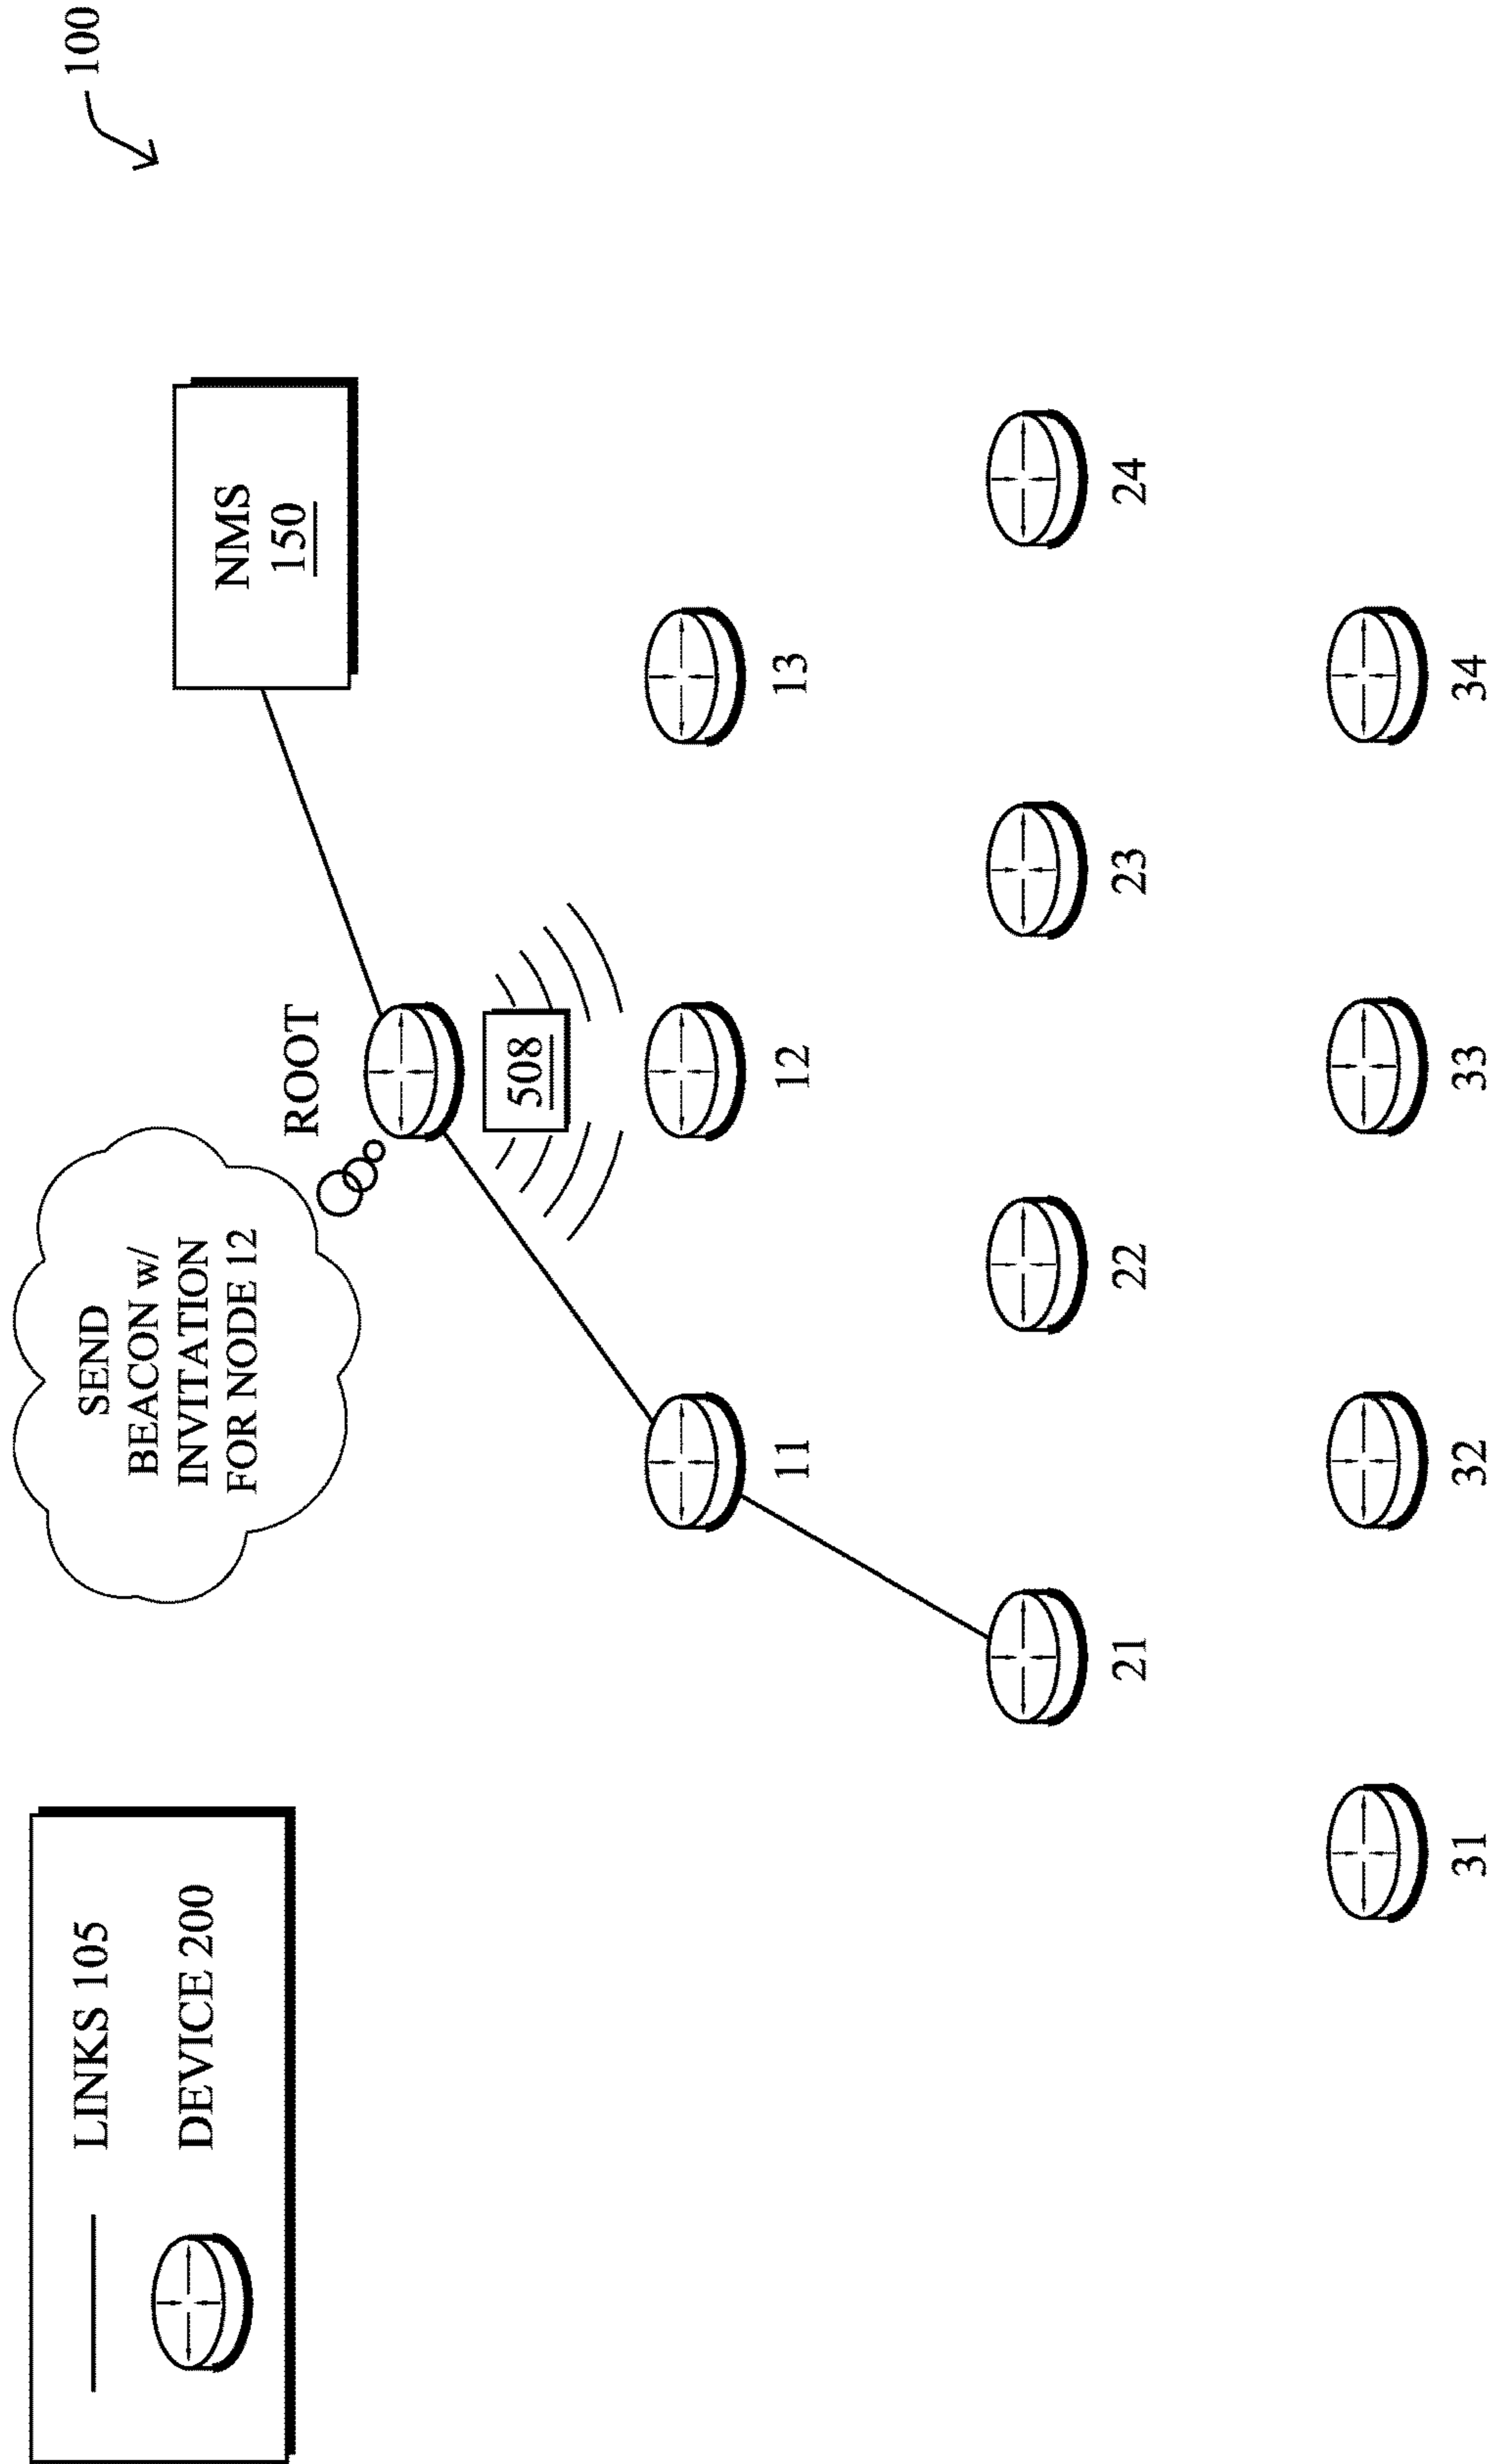 LINKS 105
DEVICE 200
SEND
BEACON w/
INVITATION
FOR NODE 12
100
NMS
150
ROOT
508
11
12
13
21
22
23
24
31
32
33
34